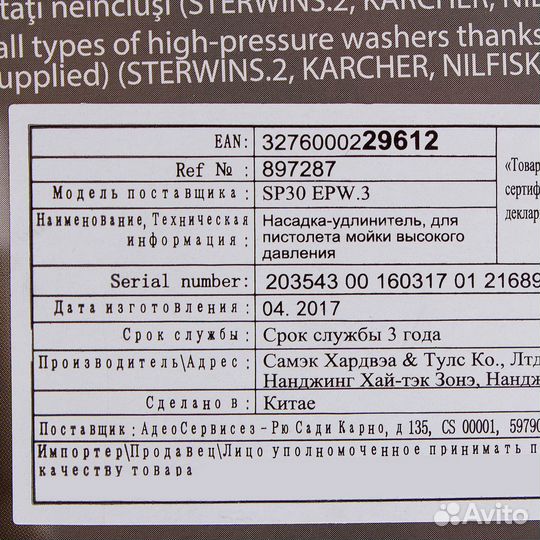 tăți neincluși (STERWINS.2, KARCHER, NIL
all types of high-pressure washers thanks
supplied) (STERWINS.2, KARCHER, NILFISK
EAN: 3276000229612
Ref № : 897287
Модель поставщика : SP30 EPW.3
Наименование, Техническая информация : Насадка-удлинитель, для
пистолета мойки высокого
давления
Serial number: 203543 00 160317 01 21689
Дата изготовления : 04. 2017
Срок службы : Срок службы 3 года
Производитель\Адрес : Самэк Хардвэа & Тулс Ко., Лтд
Нанджинг Хай-тэк Зонэ, Нандж
Сделано в : Китае
Поставщик : АдеоСервисез - Рю Сади Карно, д 135, CS 00001, 5979
Импортер\Продавец\Лицо уполномоченное принимать п
качеству товара
«Товар
сертиф
деклар
Avito